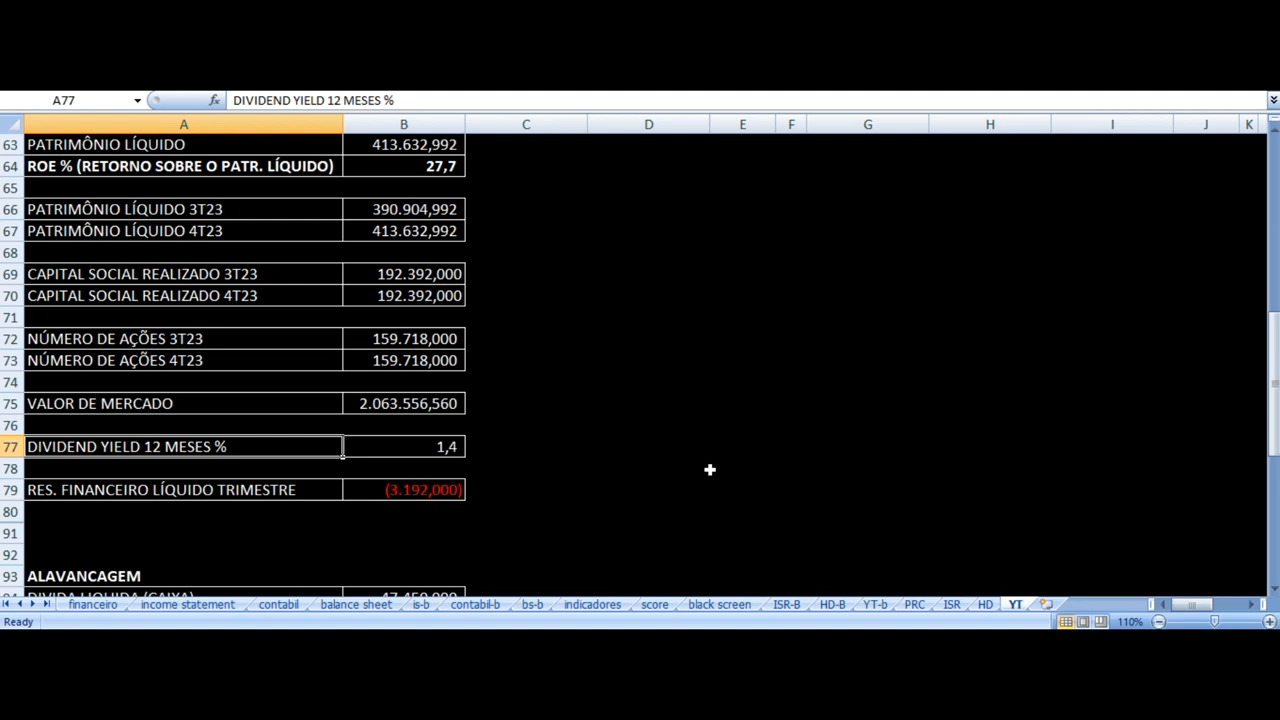 A77 fx DIVIDEND YIELD 12 MESES %
A B C D E F G H I J K
63 PATRIMÔNIO LÍQUIDO 413.632,992
64 ROE % (RETORNO SOBRE O PATR. LÍQUIDO) 27,7
65
66 PATRIMÔNIO LÍQUIDO 3T23 390.904,992
67 PATRIMÔNIO LÍQUIDO 4T23 413.632,992
68
69 CAPITAL SOCIAL REALIZADO 3T23 192.392,000
70 CAPITAL SOCIAL REALIZADO 4T23 192.392,000
71
72 NÚMERO DE AÇÕES 3T23 159.718,000
73 NÚMERO DE AÇÕES 4T23 159.718,000
74
75 VALOR DE MERCADO 2.063.556,560
76
77 DIVIDEND YIELD 12 MESES % 1,4
78
79 RES. FINANCEIRO LÍQUIDO TRIMESTRE (3.192,000)
80
91
92
93 ALAVANCAGEM
financeiro income statement contabil balance sheet is-b contabil-b bs-b indicadores score black screen ISR-B HD-B YT-b PRC ISR HD YT
Ready 110%